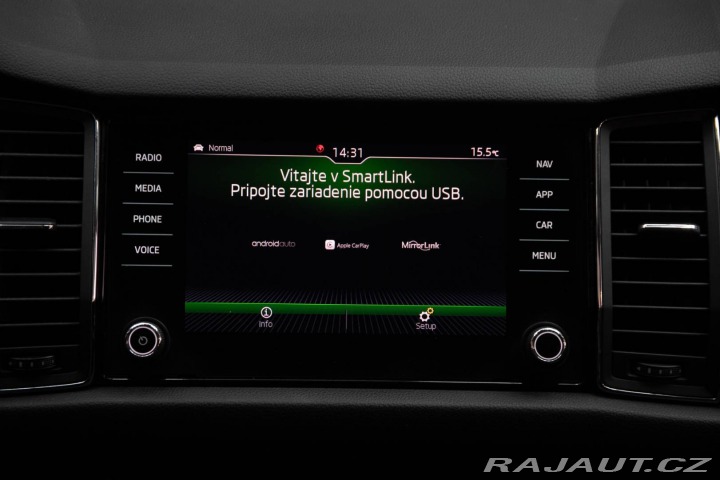 Normal
14:31
15.5°C
RADIO
MEDIA
PHONE
VOICE
Vitajte v SmartLink.
Pripojte zariadenie pomocou USB.
androidauto
Apple CarPlay
MirrorLink
Info
Setup
NAV
APP
CAR
MENU
RAJAUT.CZ